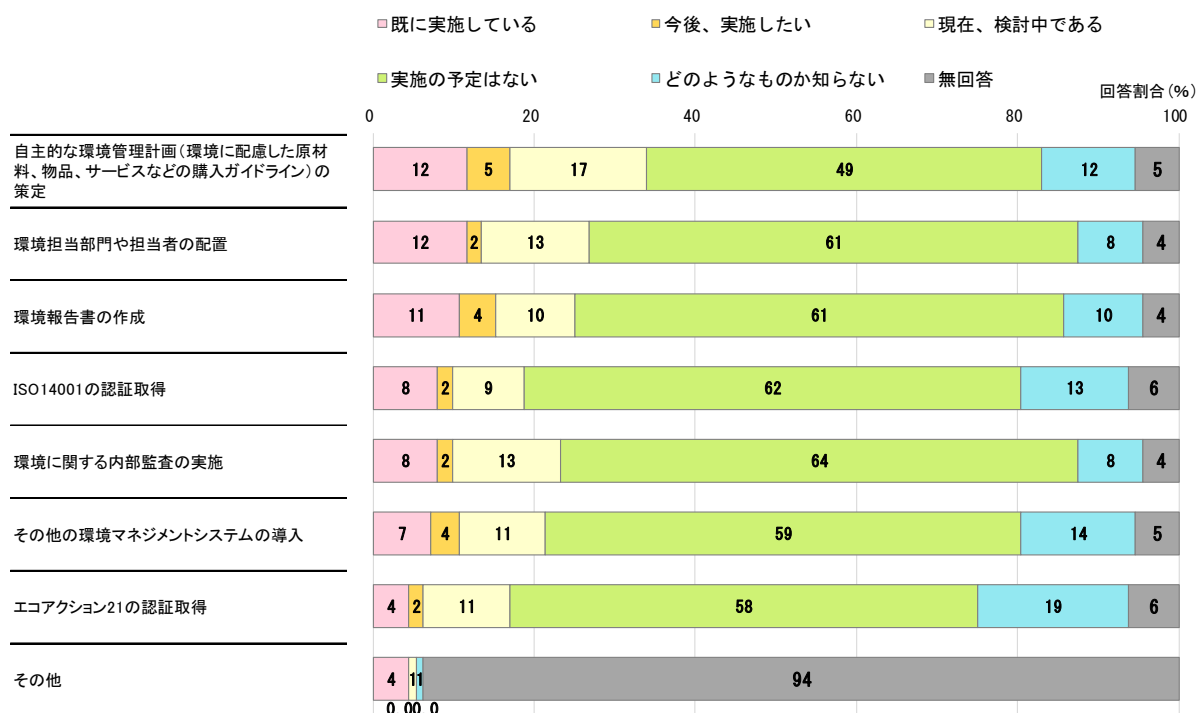 既に実施している 今後、実施したい 現在、検討中である
実施の予定はない どのようなものか知らない 無回答
回答割合(%)
0 20 40 60 80 100
自主的な環境管理計画(環境に配慮した原材
料、物品、サービスなどの購入ガイドライン)の
策定
12 5 17 49 12 5
環境担当部門や担当者の配置
12 2 13 61 8 4
環境報告書の作成
11 4 10 61 10 4
ISO14001の認証取得
8 2 9 62 13 6
環境に関する内部監査の実施
8 2 13 64 8 4
その他の環境マネジメントシステムの導入
7 4 11 59 14 5
エコアクション21の認証取得
4 2 11 58 19 6
その他
4 1 1 94
0 0 0 0